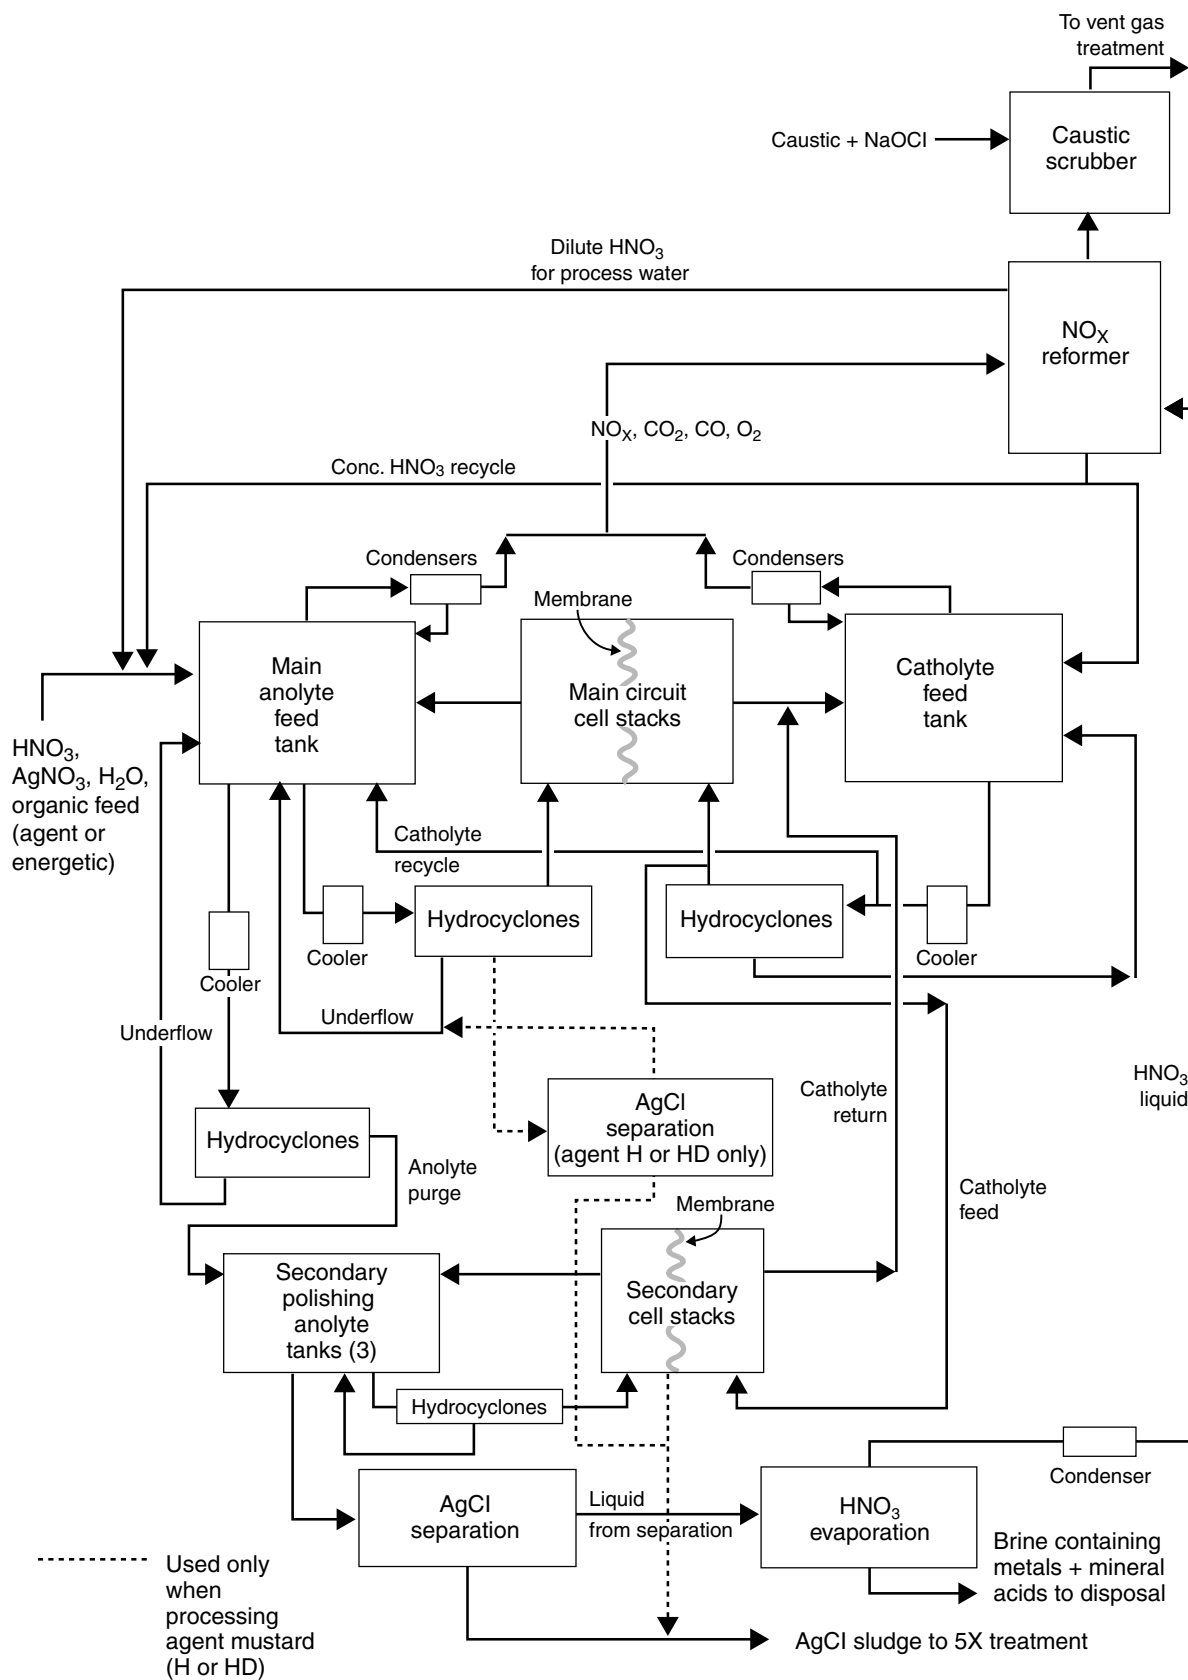 To vent gas
treatment
Caustic + NaOCl
Caustic
scrubber
Dilute HNO3
for process water
NOX
reformer
NOX, CO2, CO, O2
Conc. HNO3 recycle
Condensers
Condensers
Membrane
Main
anolyte
feed
tank
Main circuit
cell stacks
Catholyte
feed
tank
HNO3,
AgNO3, H2O,
organic feed
(agent or
energetic)
Catholyte
recycle
Hydrocyclones
Hydrocyclones
Cooler
Cooler
Cooler
Underflow
Underflow
HNO3
liquid
AgCl
separation
(agent H or HD only)
Catholyte
return
Hydrocyclones
Anolyte
purge
Catholyte
feed
Membrane
Secondary
polishing
anolyte
tanks (3)
Secondary
cell stacks
Hydrocyclones
Condenser
AgCl
separation
Liquid
from separation
HNO3
evaporation
Brine containing
metals + mineral
acids to disposal
Used only
when
processing
agent mustard
(H or HD)
AgCl sludge to 5X treatment